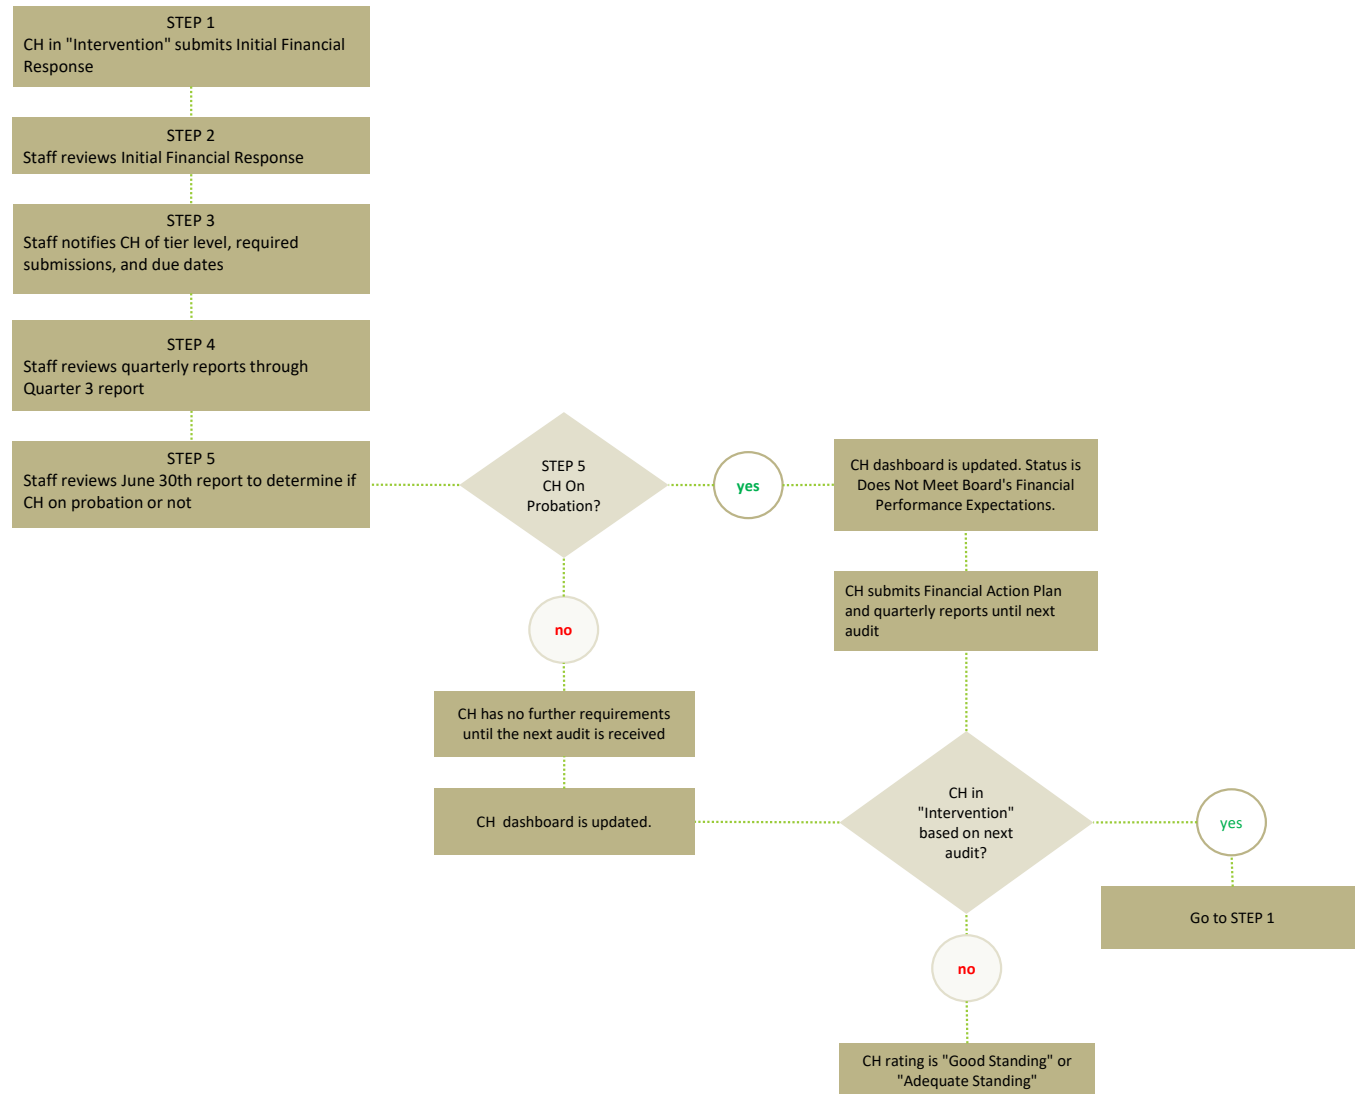 STEP 1
CH in "Intervention" submits Initial Financial
Response
STEP 2
Staff reviews Initial Financial Response
STEP 3
Staff notifies CH of tier level, required
submissions, and due dates
STEP 4
Staff reviews quarterly reports through
Quarter 3 report
STEP 5
Staff reviews June 30th report to determine if
CH on probation or not
STEP 5
CH On
Probation?
yes
CH dashboard is updated. Status is
Does Not Meet Board's Financial
Performance Expectations.
CH submits Financial Action Plan
and quarterly reports until next
audit
no
CH has no further requirements
until the next audit is received
CH  dashboard is updated.
CH in
"Intervention"
based on next
audit?
yes
Go to STEP 1
no
CH rating is "Good Standing" or
"Adequate Standing"